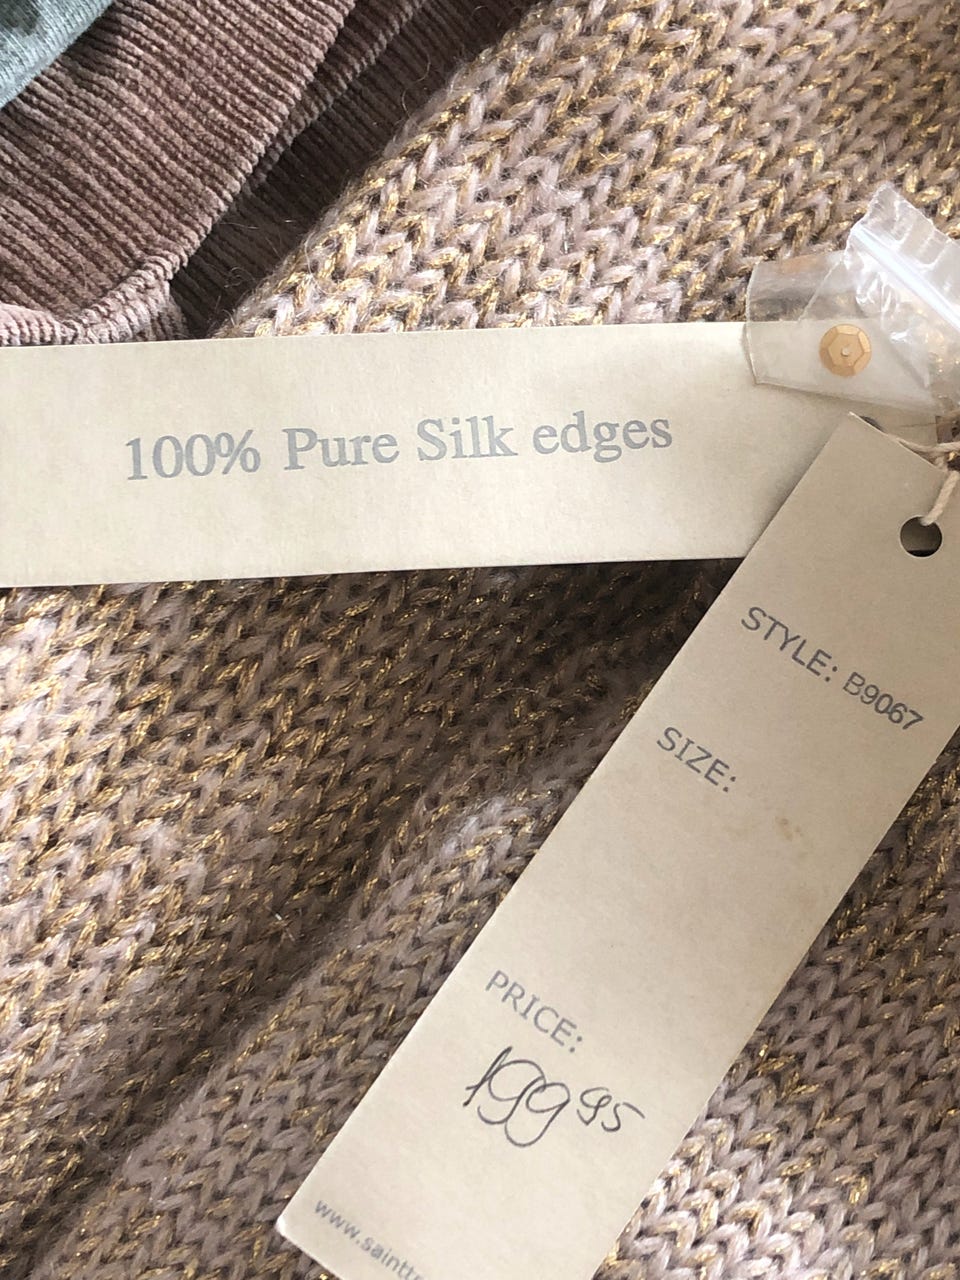 100% Pure Silk edges
STYLE: B9067
SIZE:
PRICE:
199 95